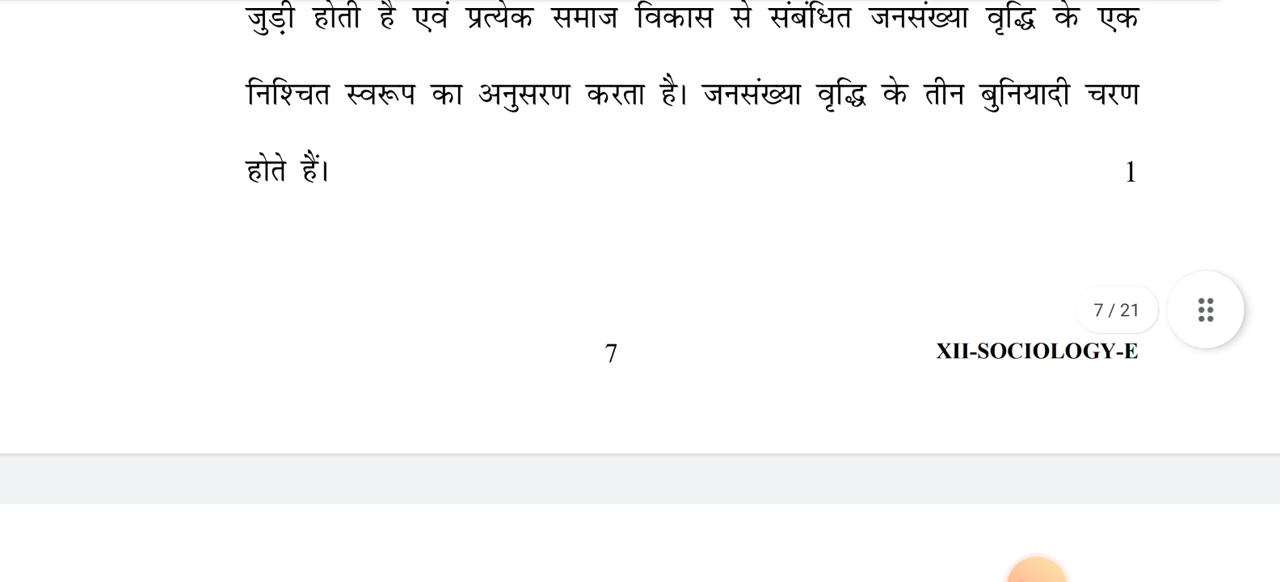 जुड़ी होती है एवं प्रत्येक समाज विकास से संबंधित जनसंख्या वृद्धि के एक
निश्चित स्वरूप का अनुसरण करता है। जनसंख्या वृद्धि के तीन बुनियादी चरण
होते हैं। 1
7 / 21
7 XII-SOCIOLOGY-E